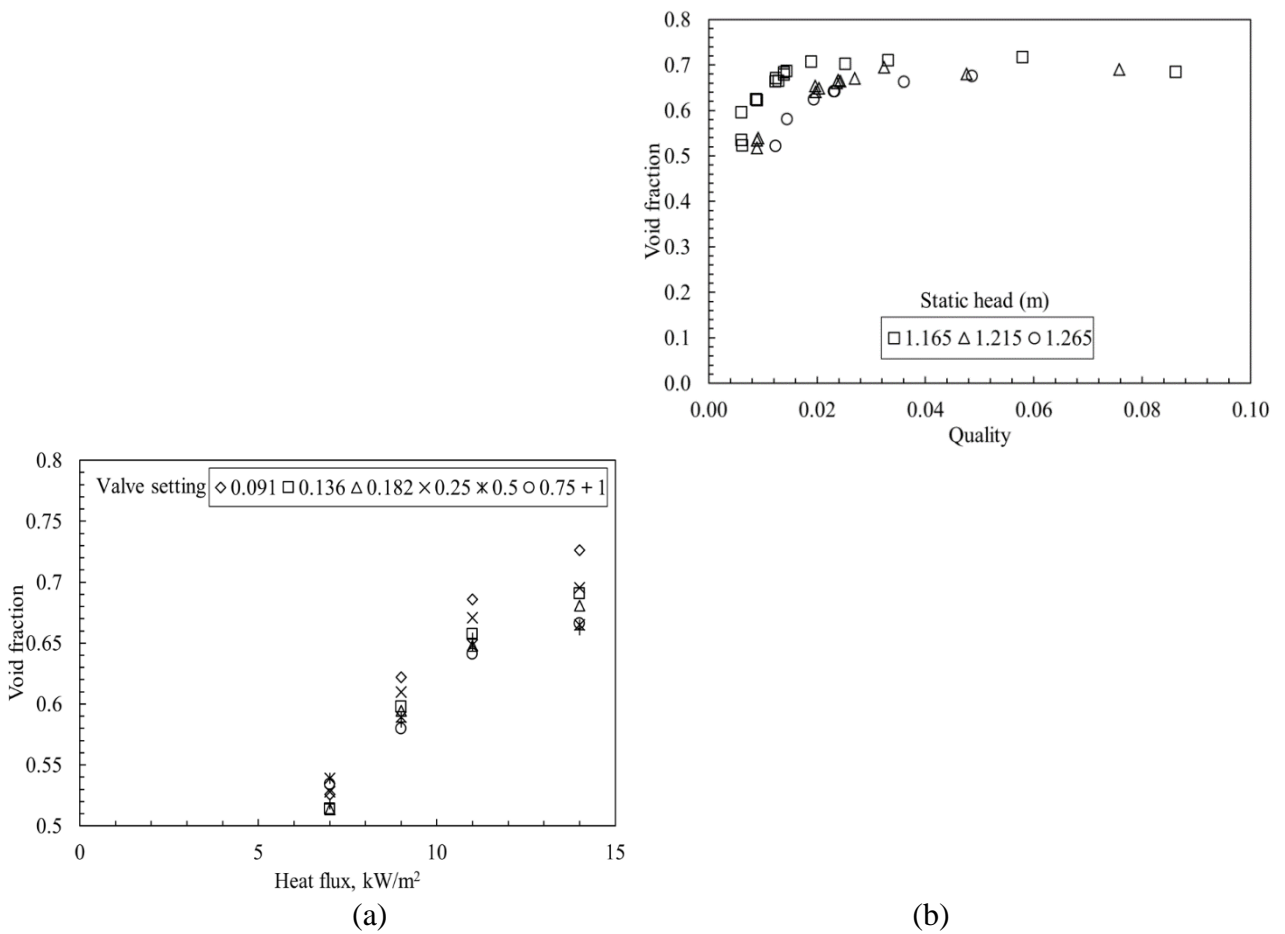 0.8
0.7
0.6
0.5
0.4
0.3
0.2
0.1
0.0
Void fraction
Static head (m)
□ 1.165 △ 1.215 ○ 1.265
0.00 0.02 0.04 0.06 0.08 0.10
Quality
0.8
0.75
0.7
0.65
0.6
0.55
0.5
Void fraction
Valve setting ◇ 0.091 □ 0.136 △ 0.182 × 0.25 ж 0.5 ○ 0.75 + 1
0 5 10 15
Heat flux, kW/m²
(a) (b)